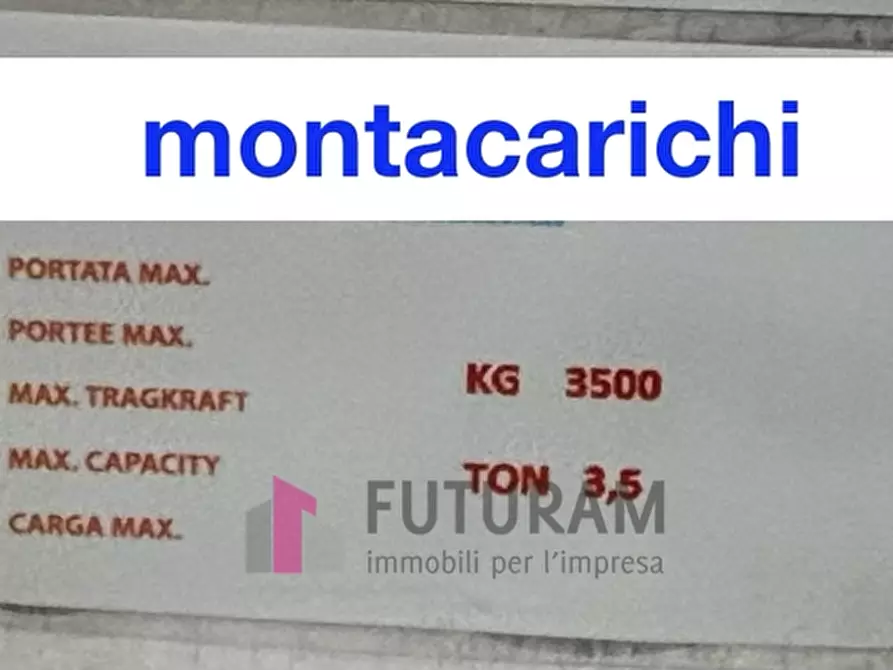 montacarichi
PORTATA MAX.
PORTEE MAX.
MAX. TRAGKRAFT
KG 3500
MAX. CAPACITY
TON 3,5
CARGA MAX.
FUTURAM
immobili per l'impresa